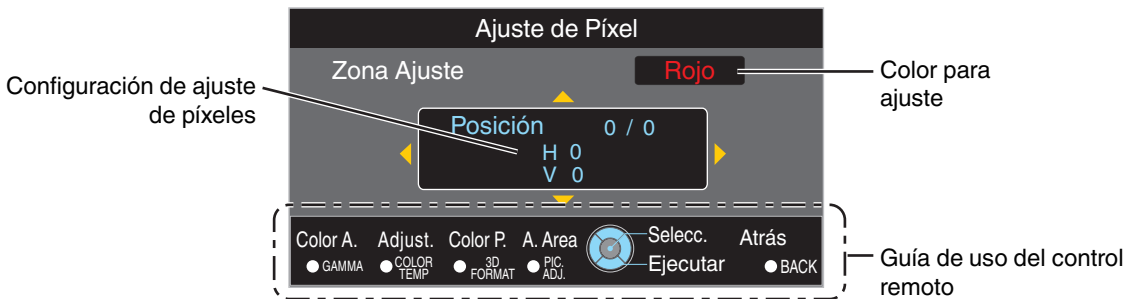 Ajuste de Píxel
Zona Ajuste Rojo
Configuración de ajuste
de píxeles
Color para
ajuste
Posición 0 / 0
H 0
V 0
Color A. Adjust. Color P. A. Area Selecc. Atrás
GAMMA COLOR TEMP 3D FORMAT PIC. ADJ. Ejecutar BACK
Guía de uso del control
remoto